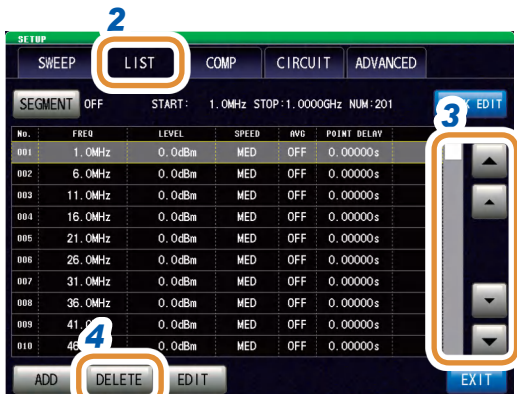 2
SETUP
SWEEP LIST COMP CIRCUIT ADVANCED
SEGMENT OFF START: 1.0MHz STOP:1.0000GHz NUM:201 EDIT
3
No. FREQ LEVEL SPEED AVG POINT DELAY
001 1.0MHz 0.0dBm MED OFF 0.00000s
002 6.0MHz 0.0dBm MED OFF 0.00000s
003 11.0MHz 0.0dBm MED OFF 0.00000s
004 16.0MHz 0.0dBm MED OFF 0.00000s
005 21.0MHz 0.0dBm MED OFF 0.00000s
006 26.0MHz 0.0dBm MED OFF 0.00000s
007 31.0MHz 0.0dBm MED OFF 0.00000s
008 36.0MHz 0.0dBm MED OFF 0.00000s
009 0.0dBm MED OFF 0.00000s
4
010 0.0dBm MED OFF 0.00000s
ADD DELETE EDIT EXIT